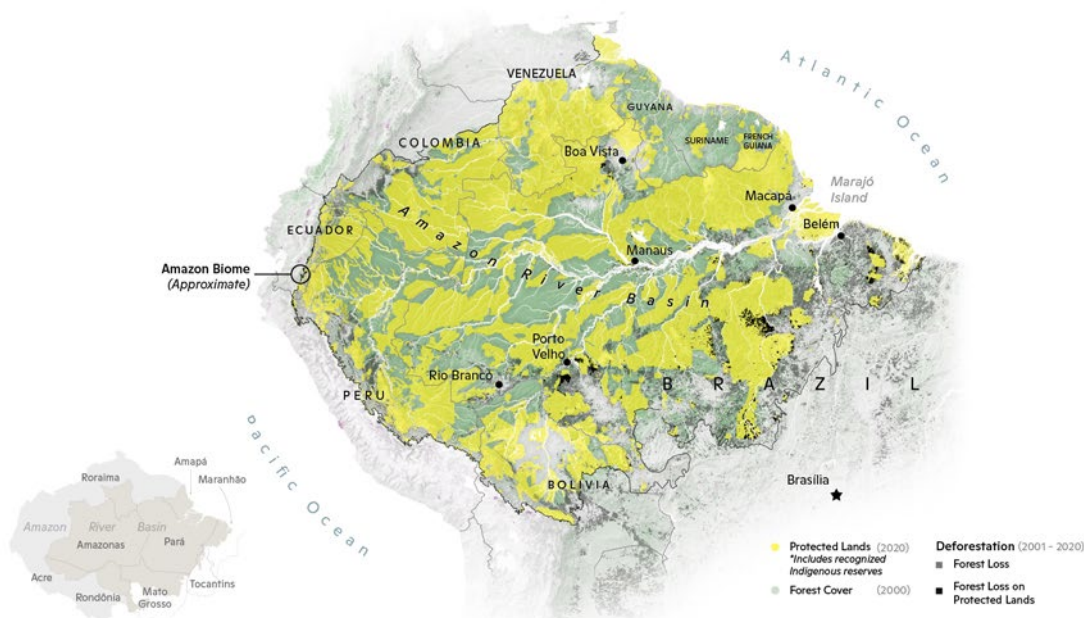 Atlantic Ocean
VENEZUELA
GUYANA
SURINAME
FRENCH
GUIANA
COLOMBIA
Boa Vista
Marajó
Island
Macapá
Belém
ECUADOR
Amazon River Basin
Manaus
Amazon Biome
(Approximate)
Porto
Velho
Rio Branco
BRAZIL
PERU
Pacific Ocean
BOLIVIA
Brasília
Amapá
Maranhão
Roraima
Amazon River Basin
Amazonas
Pará
Acre
Tocantins
Mato
Grosso
Rondônia
Protected Lands (2020)
*Includes recognized
Indigenous reserves
Forest Cover (2000)
Deforestation (2001 - 2020)
Forest Loss
Forest Loss on
Protected Lands